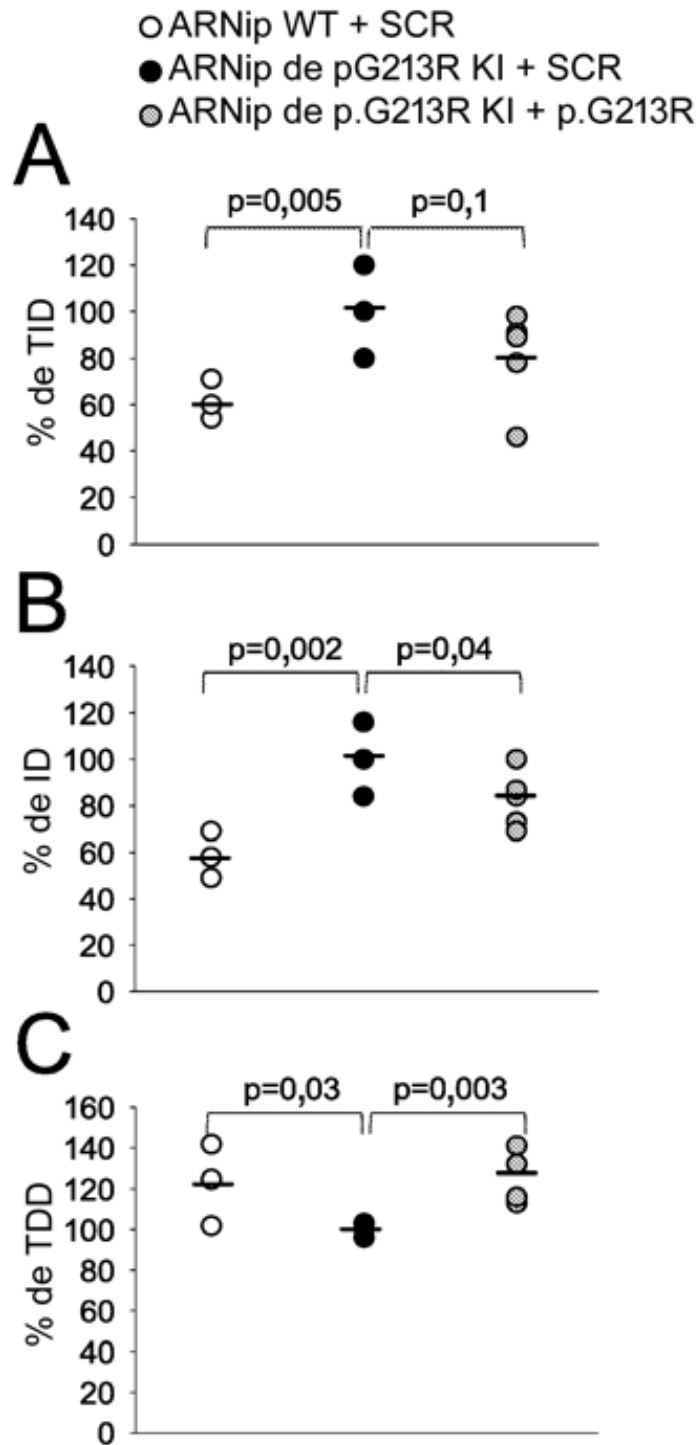 ARNip WT + SCR
ARNip de pG213R KI + SCR
ARNip de p.G213R KI + p.G213R
A
p=0,005 p=0,1
140
120
100
80
60
40
20
0
% de TID
B
p=0,002 p=0,04
140
120
100
80
60
40
20
0
% de ID
C
p=0,03 p=0,003
160
140
120
100
80
60
40
20
0
% de TDD